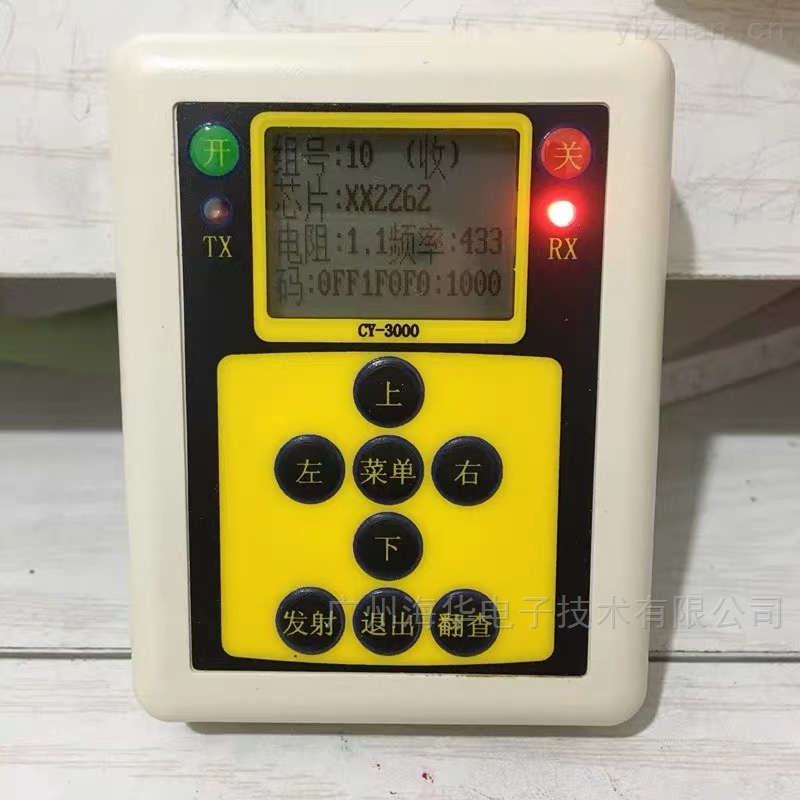 ybzhan.cn
开
组号:10 (收)
关
芯片:XX2262
TX
电阻:1.1频率:433
RX
码:0FF1F0F0:1000
CY-3000
上
左 菜单 右
下
发射 退出 翻查
广州海华电子技术有限公司